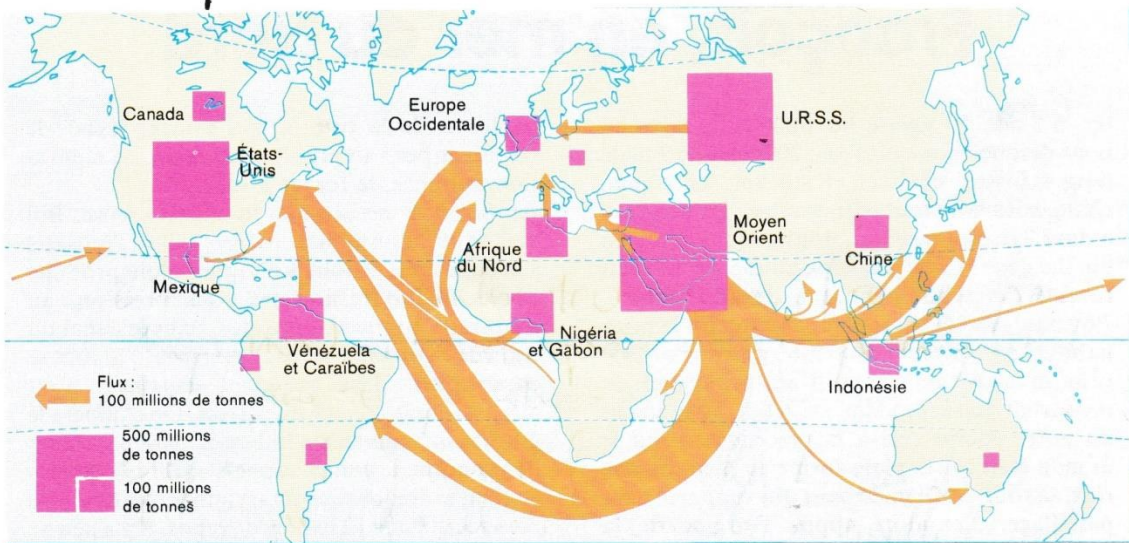 Canada
États-
Unis
Mexique
Vénézuela
et Caraïbes
Europe
Occidentale
U.R.S.S.
Afrique
du Nord
Moyen
Orient
Chine
Nigéria
et Gabon
Indonésie
Flux :
100 millions de tonnes
500 millions
de tonnes
100 millions
de tonnes